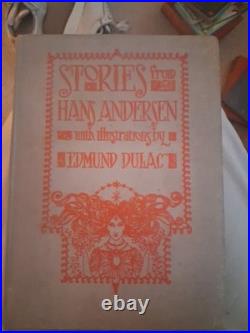 STORIES from
HANS ANDERSEN
with illustrations by
EDMUND DULAC